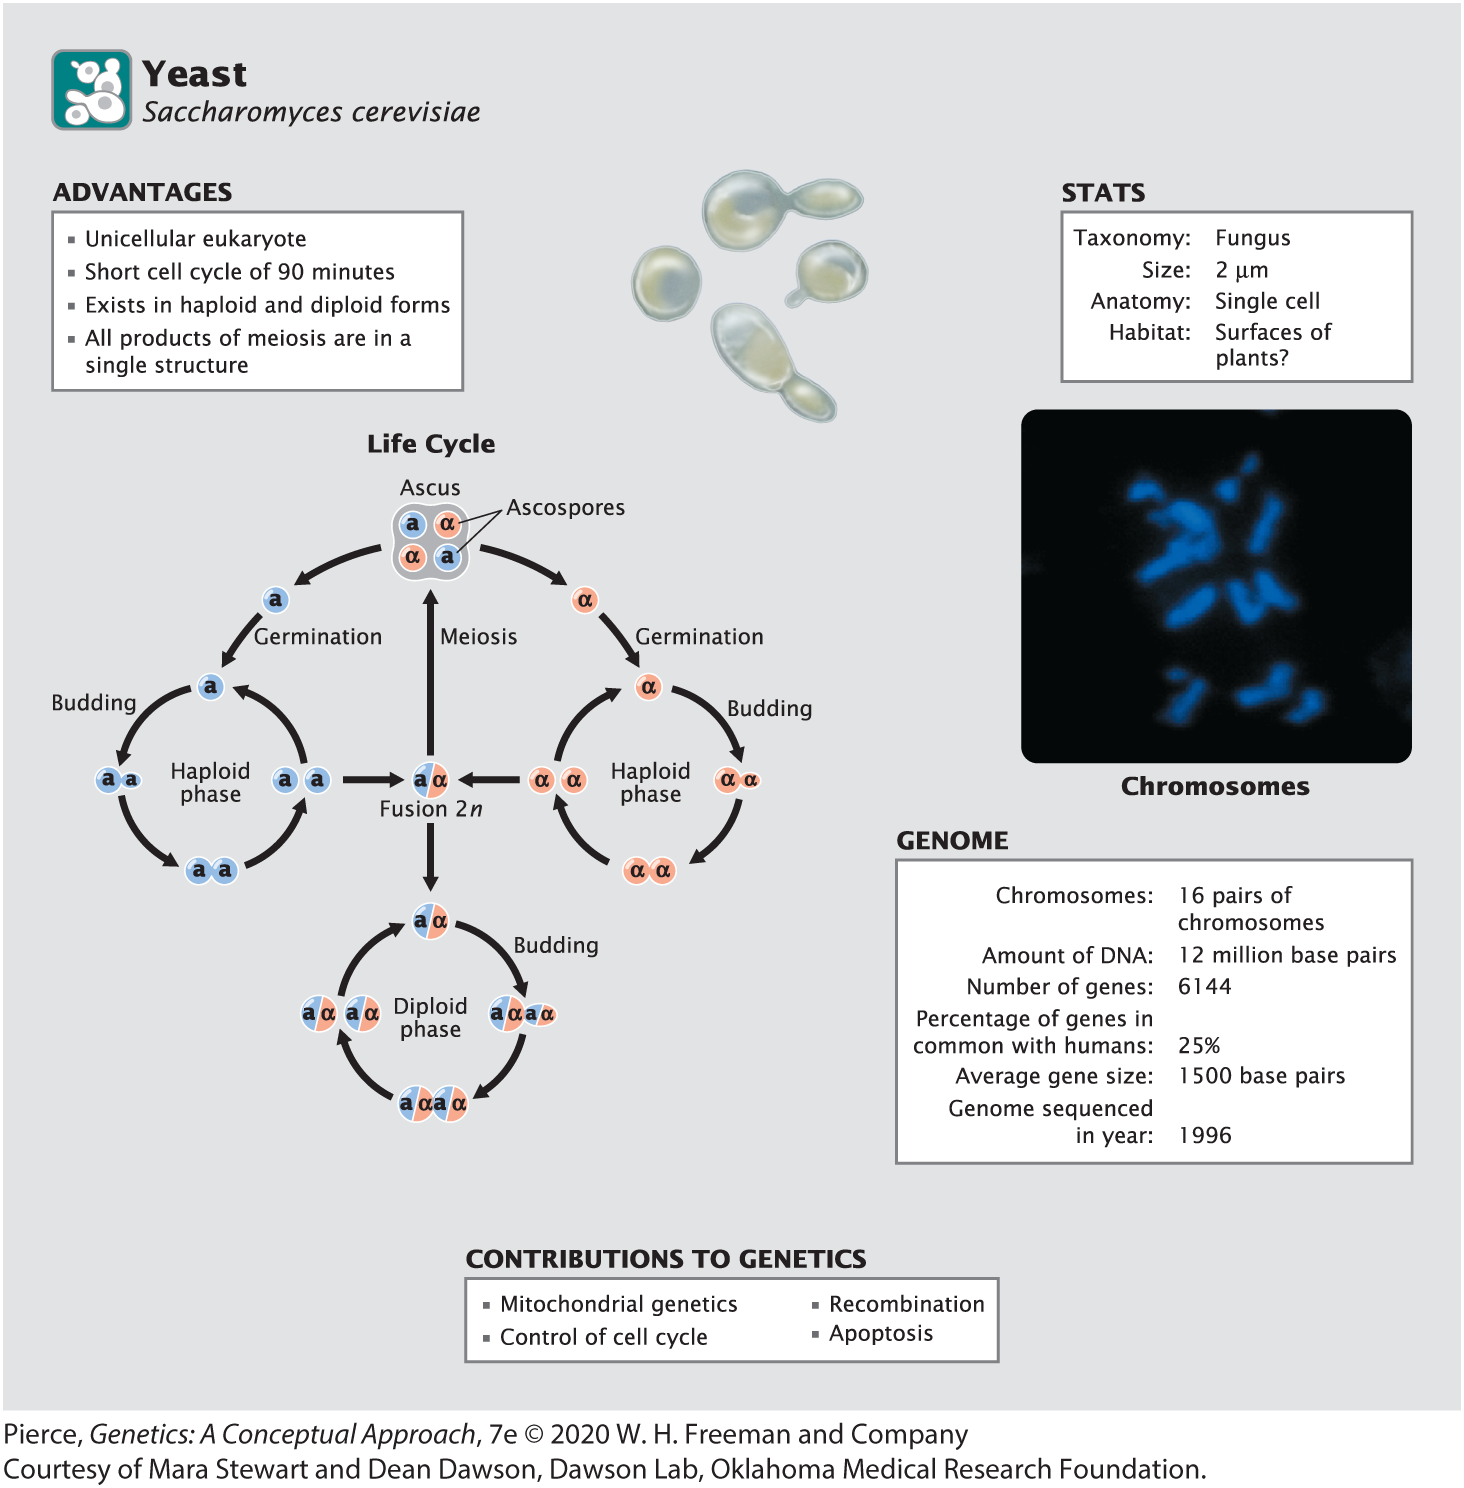 Yeast
Saccharomyces cerevisiae
ADVANTAGES
▪ Unicellular eukaryote
▪ Short cell cycle of 90 minutes
▪ Exists in haploid and diploid forms
▪ All products of meiosis are in a
single structure
STATS
Taxonomy: Fungus
Size: 2 μm
Anatomy: Single cell
Habitat: Surfaces of
plants?
Life Cycle
Ascus
Ascospores
a α
α a
a
α
Germination
Meiosis
Germination
a
α
Budding
Budding
a a
Haploid
phase
a a
a α
Fusion 2n
α α
Haploid
phase
α α
a a
α α
a α
Budding
a α a α
Diploid
phase
a α a α
a α a α
Chromosomes
GENOME
Chromosomes: 16 pairs of
chromosomes
Amount of DNA: 12 million base pairs
Number of genes: 6144
Percentage of genes in
common with humans: 25%
Average gene size: 1500 base pairs
Genome sequenced
in year: 1996
CONTRIBUTIONS TO GENETICS
▪ Mitochondrial genetics
▪ Control of cell cycle
▪ Recombination
▪ Apoptosis
Pierce, Genetics: A Conceptual Approach, 7e © 2020 W. H. Freeman and Company
Courtesy of Mara Stewart and Dean Dawson, Dawson Lab, Oklahoma Medical Research Foundation.